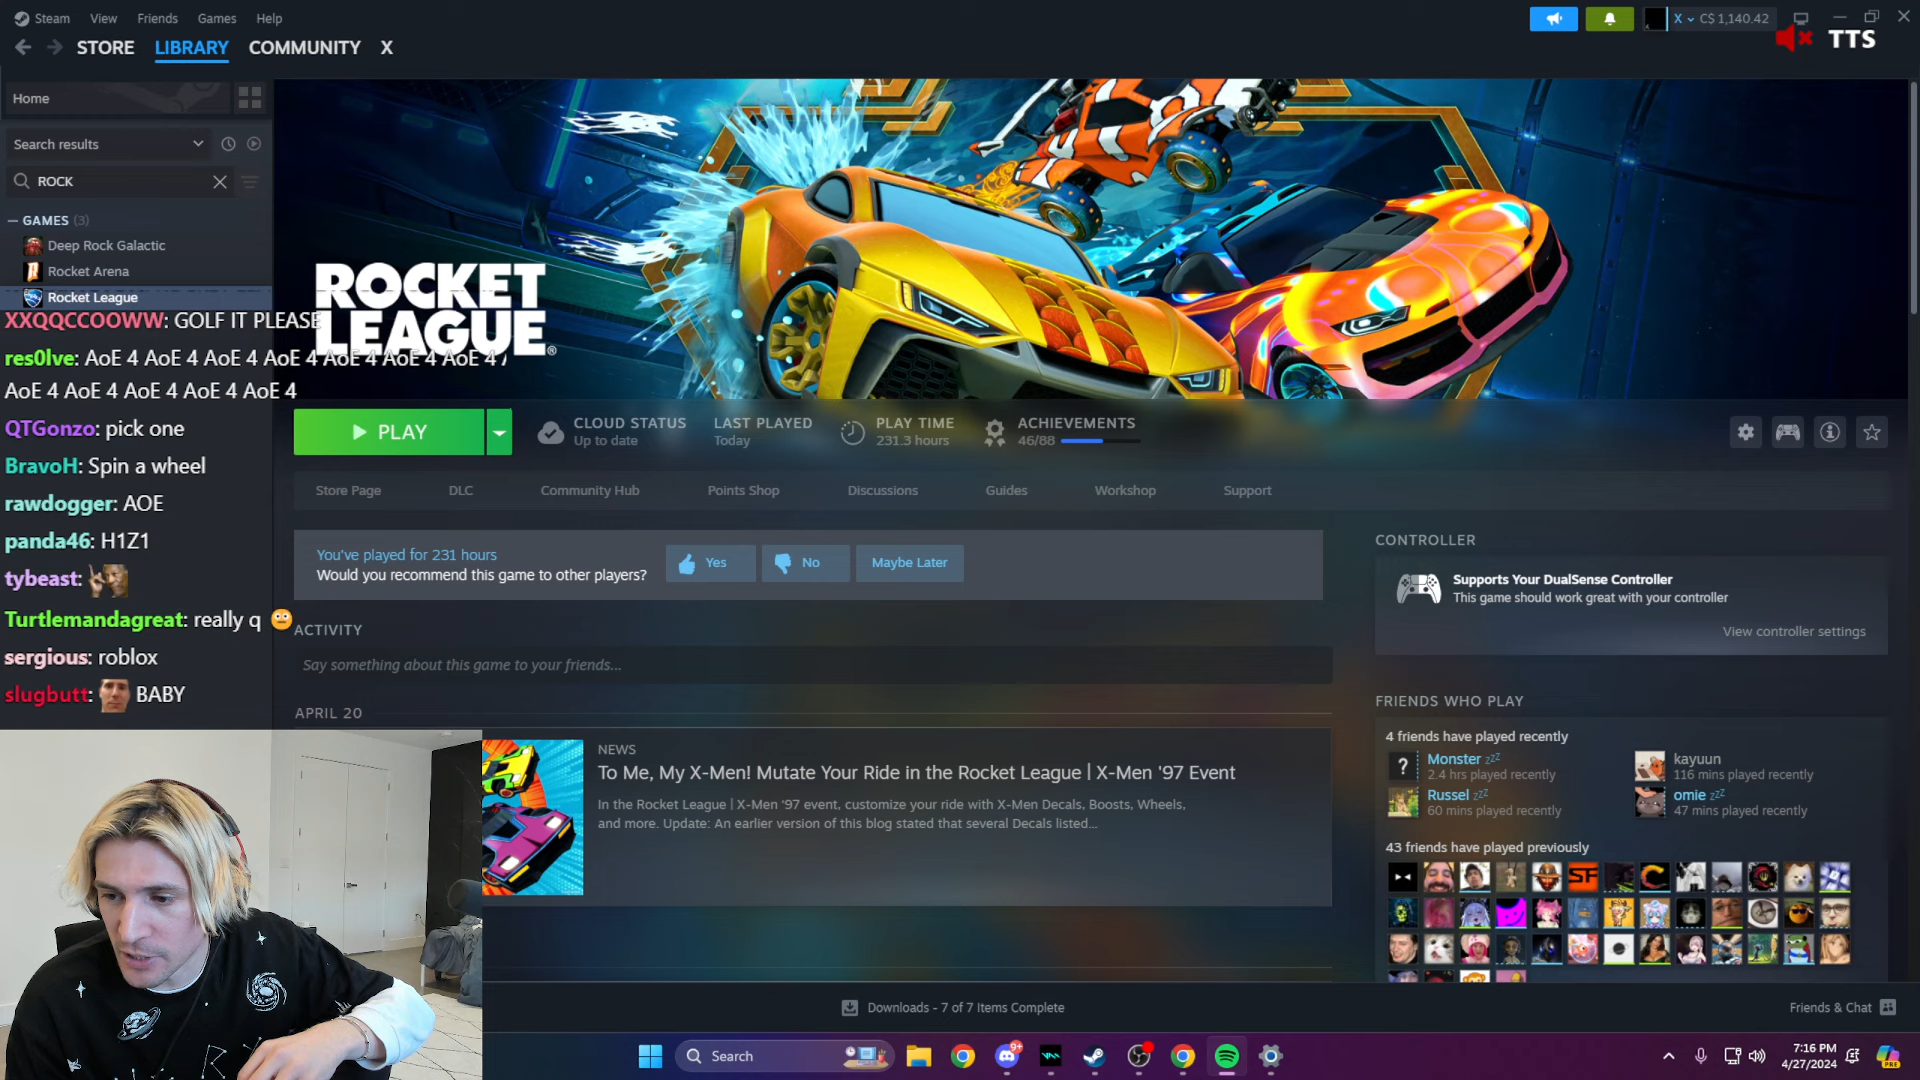 Steam View Friends Games Help
X C$ 1,140.42
STORE LIBRARY COMMUNITY X
TTS
Home
Search results
ROCK
GAMES (3)
Deep Rock Galactic
Rocket Arena
Rocket League
XXQQCCOOWW: GOLF IT PLEASE
res0lve: AoE 4 AoE 4 AoE 4 AoE 4 AoE 4 AoE 4 AoE 4
AoE 4 AoE 4 AoE 4 AoE 4 AoE 4
QTGonzo: pick one
BravoH: Spin a wheel
rawdogger: AOE
panda46: H1Z1
tybeast:
Turtlemandagreat: really q
sergious: roblox
slugbutt: BABY
ROCKET
LEAGUE®
PLAY
CLOUD STATUS
Up to date
LAST PLAYED
Today
PLAY TIME
231.3 hours
ACHIEVEMENTS
46/88
Store Page DLC Community Hub Points Shop Discussions Guides Workshop Support
You've played for 231 hours
Would you recommend this game to other players?
Yes No Maybe Later
ACTIVITY
Say something about this game to your friends...
APRIL 20
NEWS
To Me, My X-Men! Mutate Your Ride in the Rocket League | X-Men '97 Event
In the Rocket League | X-Men '97 event, customize your ride with X-Men Decals, Boosts, Wheels,
and more. Update: An earlier version of this blog stated that several Decals listed...
CONTROLLER
Supports Your DualSense Controller
This game should work great with your controller
View controller settings
FRIENDS WHO PLAY
4 friends have played recently
Monster zZZ
2.4 hrs played recently
kayuun
116 mins played recently
Russel zZZ
60 mins played recently
omie zZZ
47 mins played recently
43 friends have played previously
SF
Downloads - 7 of 7 Items Complete
Friends & Chat
Search
9+
7:16 PM
4/27/2024
PRE